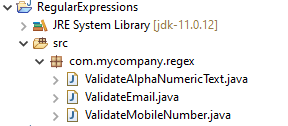 RegularExpressions
JRE System Library [jdk-11.0.12]
src
com.mycompany.regex
ValidateAlphaNumericText.java
ValidateEmail.java
ValidateMobileNumber.java